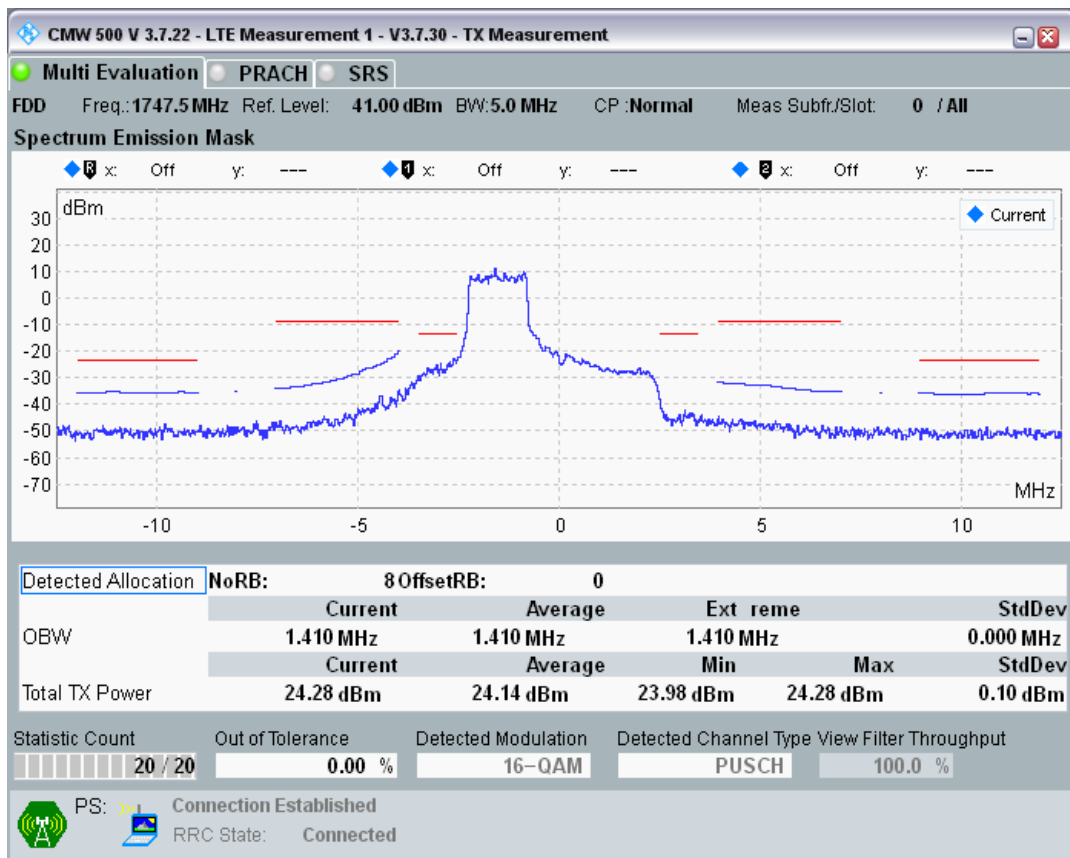 CMW 500 V 3.7.22 - LTE Measurement 1 - V3.7.30 - TX Measurement
Multi Evaluation PRACH SRS
FDD Freq.: 1747.5 MHz Ref. Level: 41.00 dBm BW: 5.0 MHz CP : Normal Meas Subfr./Slot: 0 / All
Spectrum Emission Mask
R x: Off y: --- 1 x: Off y: --- 2 x: Off y: ---
dBm
Current
30
20
10
0
-10
-20
-30
-40
-50
-60
-70
MHz
-10 -5 0 5 10
Detected Allocation NoRB: 8 OffsetRB: 0
Current Average Ext reme StdDev
OBW 1.410 MHz 1.410 MHz 1.410 MHz 0.000 MHz
Current Average Min Max StdDev
Total TX Power 24.28 dBm 24.14 dBm 23.98 dBm 24.28 dBm 0.10 dBm
Statistic Count Out of Tolerance Detected Modulation Detected Channel Type View Filter Throughput
20 / 20 0.00 % 16-QAM PUSCH 100.0 %
PS: Connection Established
RRC State: Connected